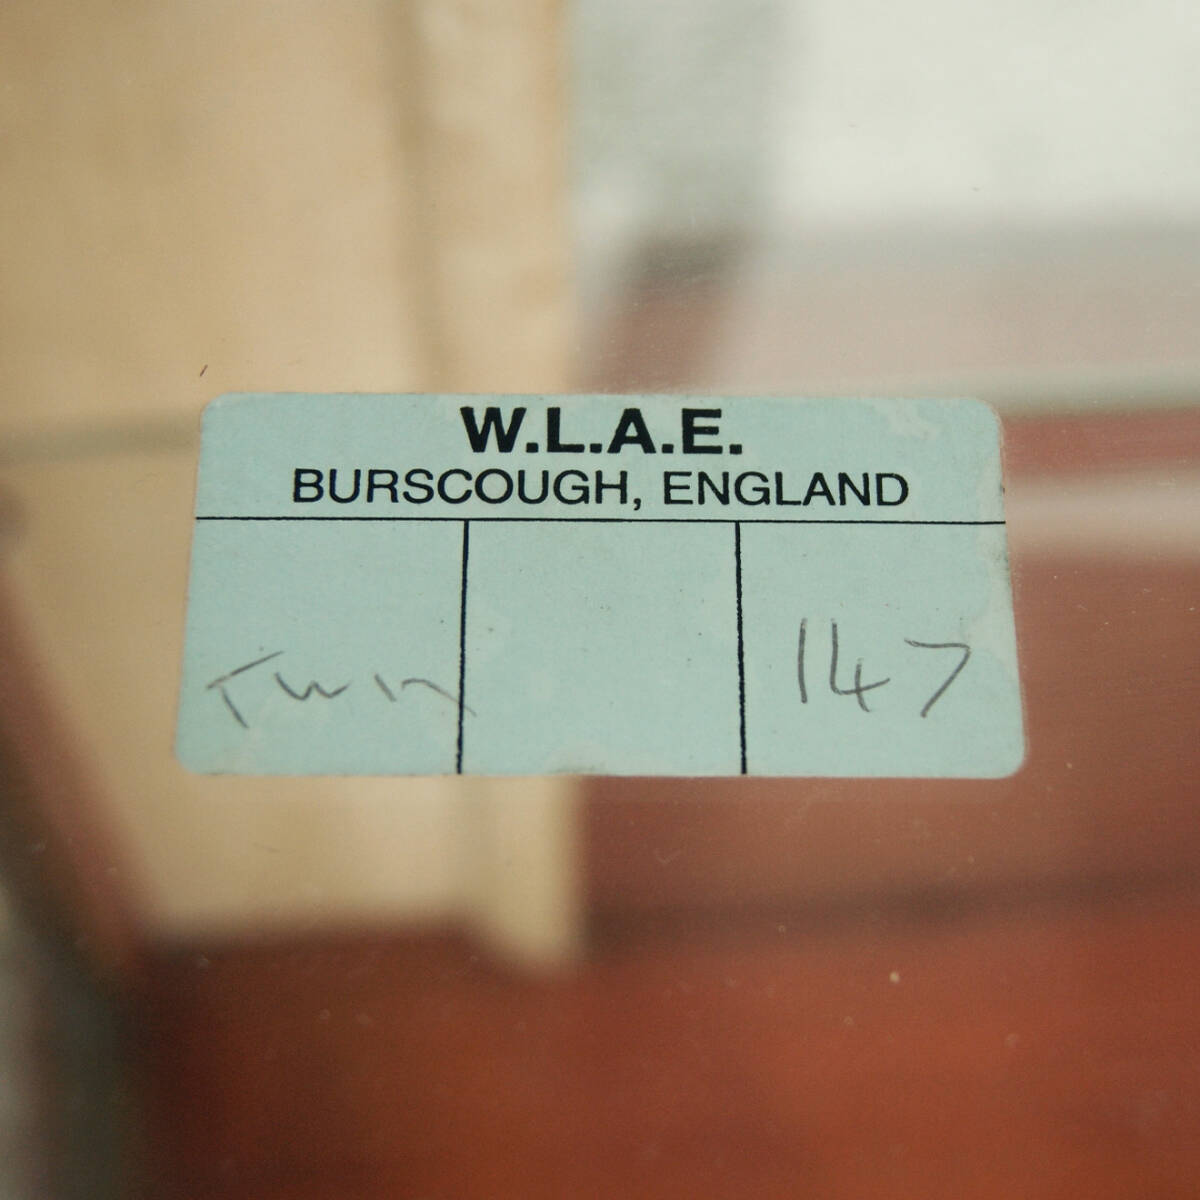 W.L.A.E.
BURSCOUGH, ENGLAND
Twin 147